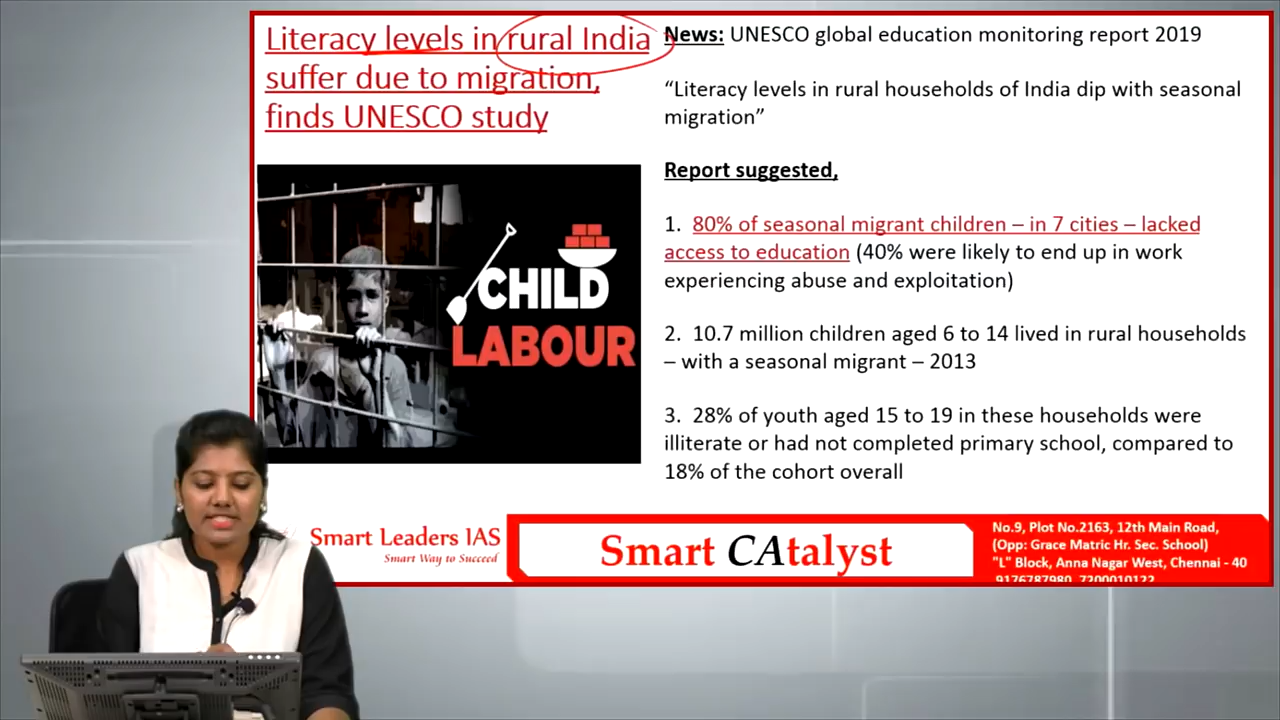 Literacy levels in rural India
suffer due to migration,
finds UNESCO study
CHILD
LABOUR
News: UNESCO global education monitoring report 2019
“Literacy levels in rural households of India dip with seasonal
migration”
Report suggested,
1. 80% of seasonal migrant children – in 7 cities – lacked
access to education (40% were likely to end up in work
experiencing abuse and exploitation)
2. 10.7 million children aged 6 to 14 lived in rural households
– with a seasonal migrant – 2013
3. 28% of youth aged 15 to 19 in these households were
illiterate or had not completed primary school, compared to
18% of the cohort overall
Smart Leaders IAS
Smart Way to Succeed
Smart CAtalyst
No.9, Plot No.2163, 12th Main Road,
(Opp: Grace Matric Hr. Sec. School)
"L" Block, Anna Nagar West, Chennai - 40
9176787980, 7200010122